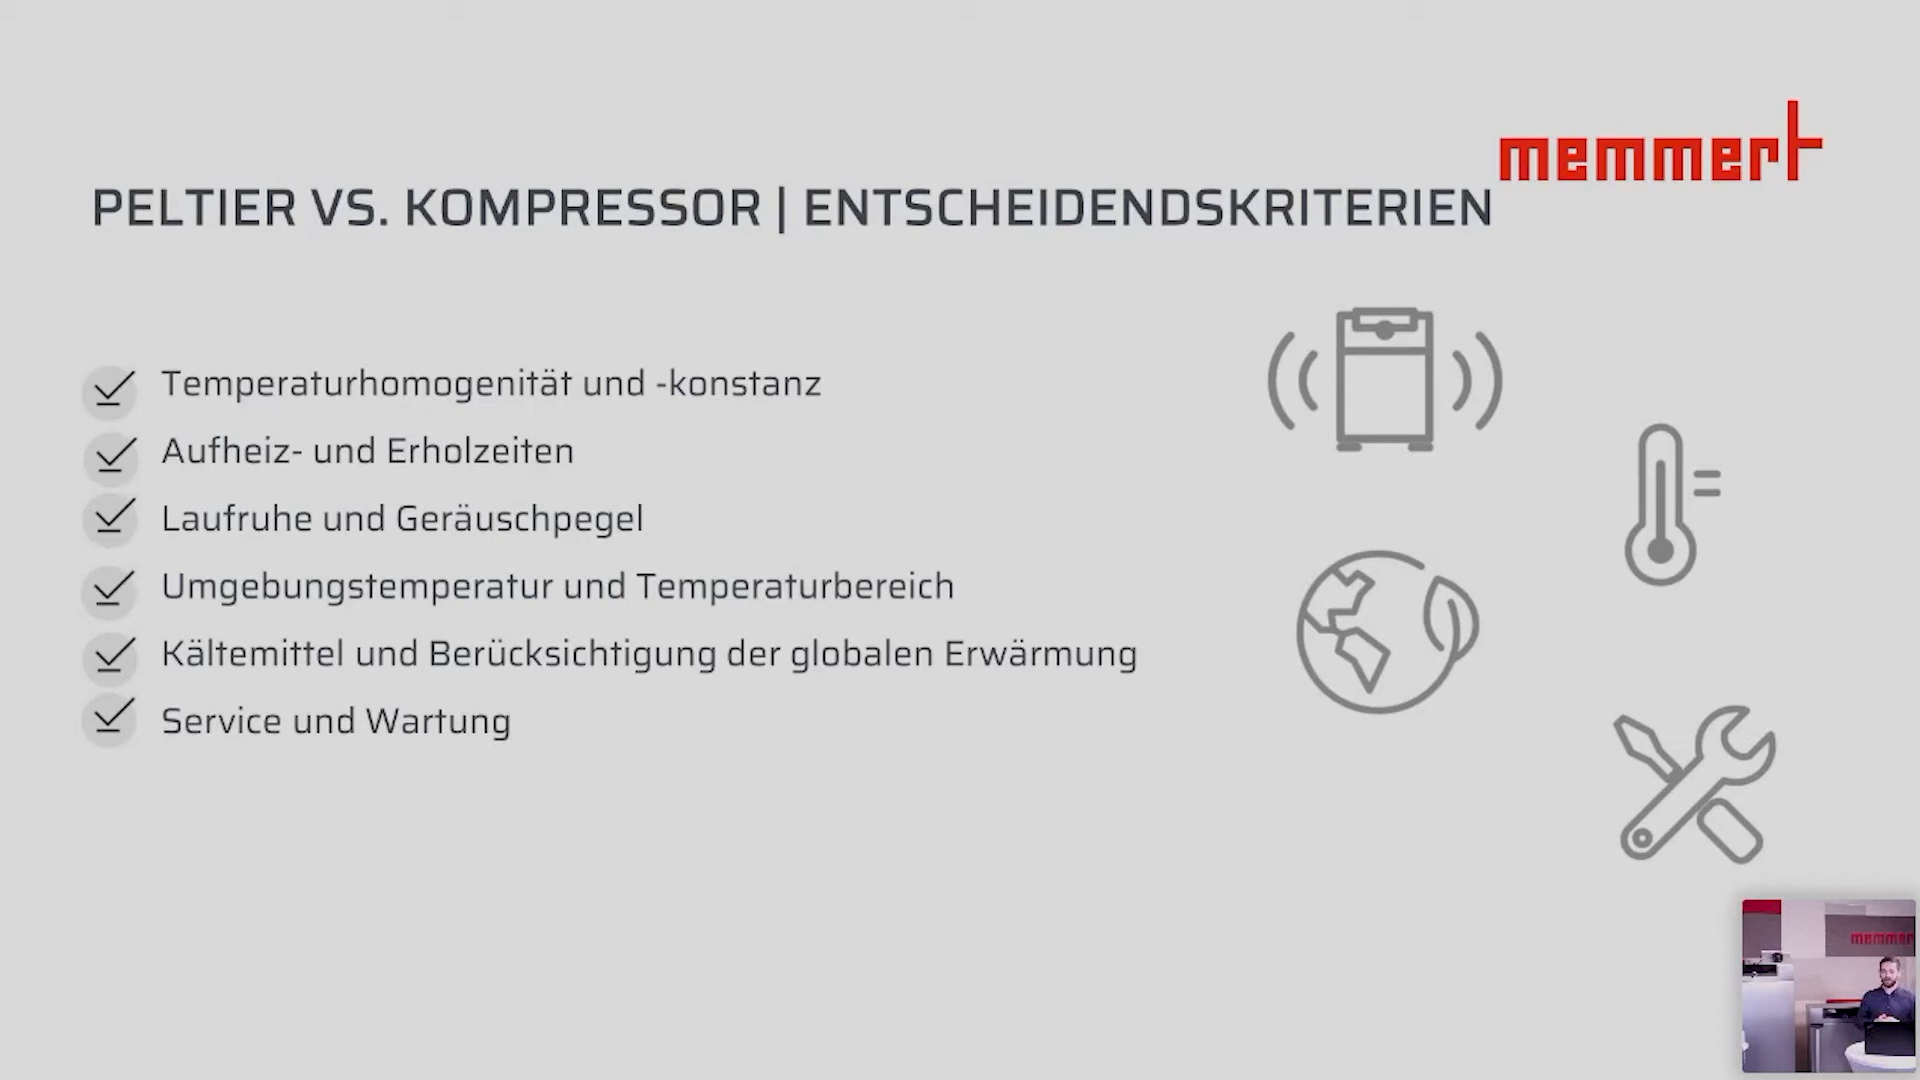 memmert
PELTIER VS. KOMPRESSOR | ENTSCHEIDENDSKRITERIEN
Temperaturhomogenität und -konstanz
Aufheiz- und Erholzeiten
Laufruhe und Geräuschpegel
Umgebungstemperatur und Temperaturbereich
Kältemittel und Berücksichtigung der globalen Erwärmung
Service und Wartung
memmer